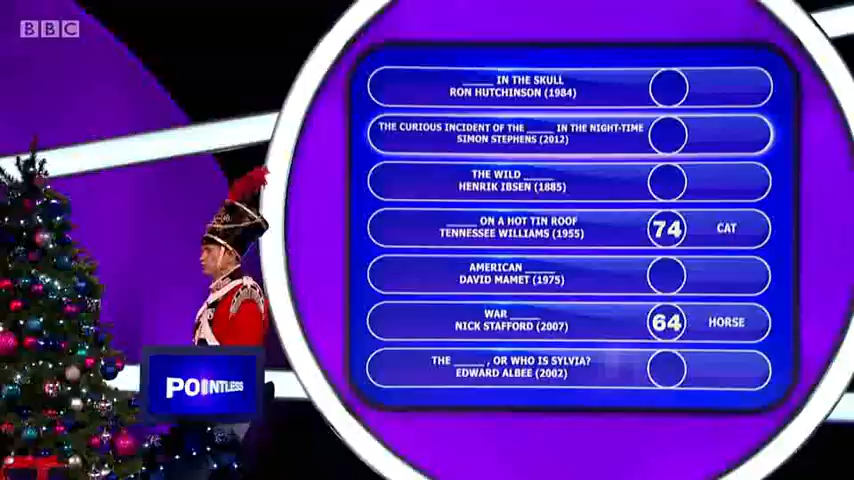 BBC
_____ IN THE SKULL
RON HUTCHINSON (1984)
THE CURIOUS INCIDENT OF THE _____ IN THE NIGHT-TIME
SIMON STEPHENS (2012)
THE WILD _____
HENRIK IBSEN (1885)
_____ ON A HOT TIN ROOF
TENNESSEE WILLIAMS (1955)
74 CAT
AMERICAN _____
DAVID MAMET (1975)
WAR _____
NICK STAFFORD (2007)
64 HORSE
THE _____, OR WHO IS SYLVIA?
EDWARD ALBEE (2002)
POINTLESS